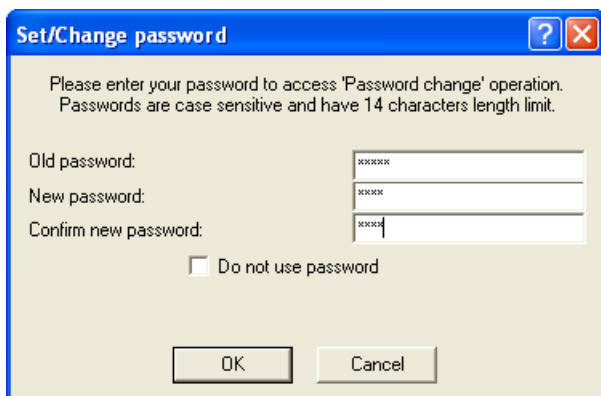 Set/Change password
Please enter your password to access 'Password change' operation.
Passwords are case sensitive and have 14 characters length limit.
Old password: *****
New password: ****
Confirm new password: ****
Do not use password
OK Cancel